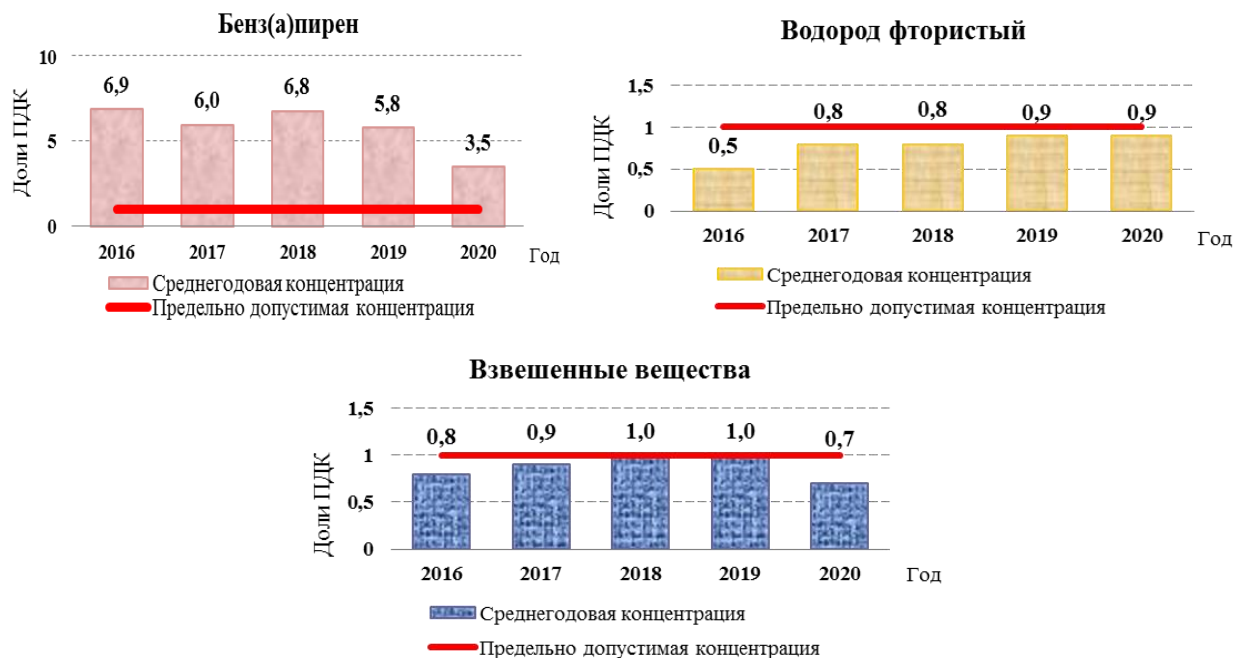 Бенз(а)пирен
Доли ПДК
10
5
0
6,9
6,0
6,8
5,8
3,5
2016
2017
2018
2019
2020
Год
Среднегодовая концентрация
Предельно допустимая концентрация
Водород фтористый
Доли ПДК
1,5
1
0,5
0
0,5
0,8
0,8
0,9
0,9
2016
2017
2018
2019
2020
Год
Среднегодовая концентрация
Предельно допустимая концентрация
Взвешенные вещества
Доли ПДК
1,5
1
0,5
0
0,8
0,9
1,0
1,0
0,7
2016
2017
2018
2019
2020
Год
Среднегодовая концентрация
Предельно допустимая концентрация